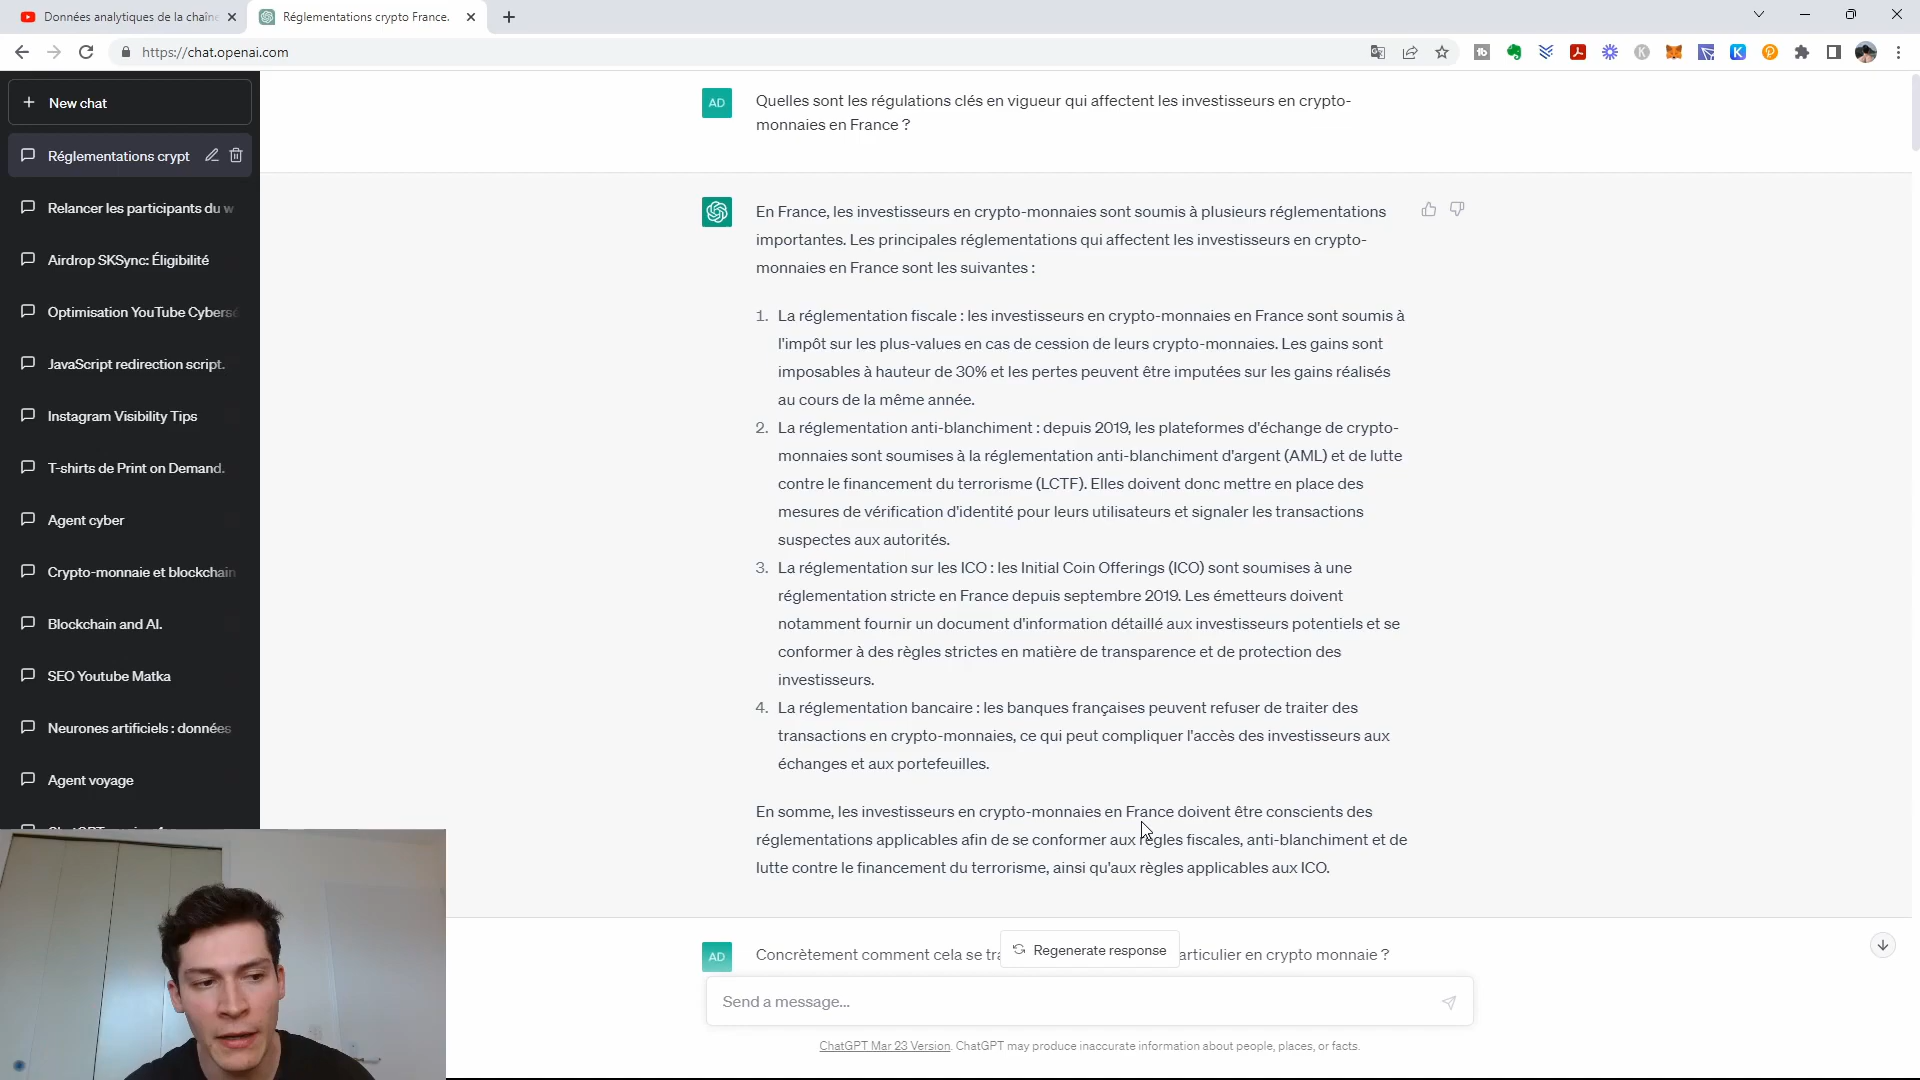 Données analytiques de la chaîne
Réglementations crypto France.
https://chat.openai.com
New chat
Réglementations crypt
Relancer les participants du w
Airdrop SKSync: Éligibilité
Optimisation YouTube Cybersé
JavaScript redirection script.
Instagram Visibility Tips
T-shirts de Print on Demand.
Agent cyber
Crypto-monnaie et blockchain
Blockchain and AI.
SEO Youtube Matka
Neurones artificiels : données
Agent voyage
AD
Quelles sont les régulations clés en vigueur qui affectent les investisseurs en crypto-
monnaies en France ?
En France, les investisseurs en crypto-monnaies sont soumis à plusieurs réglementations
importantes. Les principales réglementations qui affectent les investisseurs en crypto-
monnaies en France sont les suivantes :
1. La réglementation fiscale : les investisseurs en crypto-monnaies en France sont soumis à
l'impôt sur les plus-values en cas de cession de leurs crypto-monnaies. Les gains sont
imposables à hauteur de 30% et les pertes peuvent être imputées sur les gains réalisés
au cours de la même année.
2. La réglementation anti-blanchiment : depuis 2019, les plateformes d'échange de crypto-
monnaies sont soumises à la réglementation anti-blanchiment d'argent (AML) et de lutte
contre le financement du terrorisme (LCTF). Elles doivent donc mettre en place des
mesures de vérification d'identité pour leurs utilisateurs et signaler les transactions
suspectes aux autorités.
3. La réglementation sur les ICO : les Initial Coin Offerings (ICO) sont soumises à une
réglementation stricte en France depuis septembre 2019. Les émetteurs doivent
notamment fournir un document d'information détaillé aux investisseurs potentiels et se
conformer à des règles strictes en matière de transparence et de protection des
investisseurs.
4. La réglementation bancaire : les banques françaises peuvent refuser de traiter des
transactions en crypto-monnaies, ce qui peut compliquer l'accès des investisseurs aux
échanges et aux portefeuilles.
En somme, les investisseurs en crypto-monnaies en France doivent être conscients des
réglementations applicables afin de se conformer aux règles fiscales, anti-blanchiment et de
lutte contre le financement du terrorisme, ainsi qu'aux règles applicables aux ICO.
AD
Concrètement comment cela se tra
Regenerate response
articulier en crypto monnaie ?
Send a message...
ChatGPT Mar 23 Version. ChatGPT may produce inaccurate information about people, places, or facts.